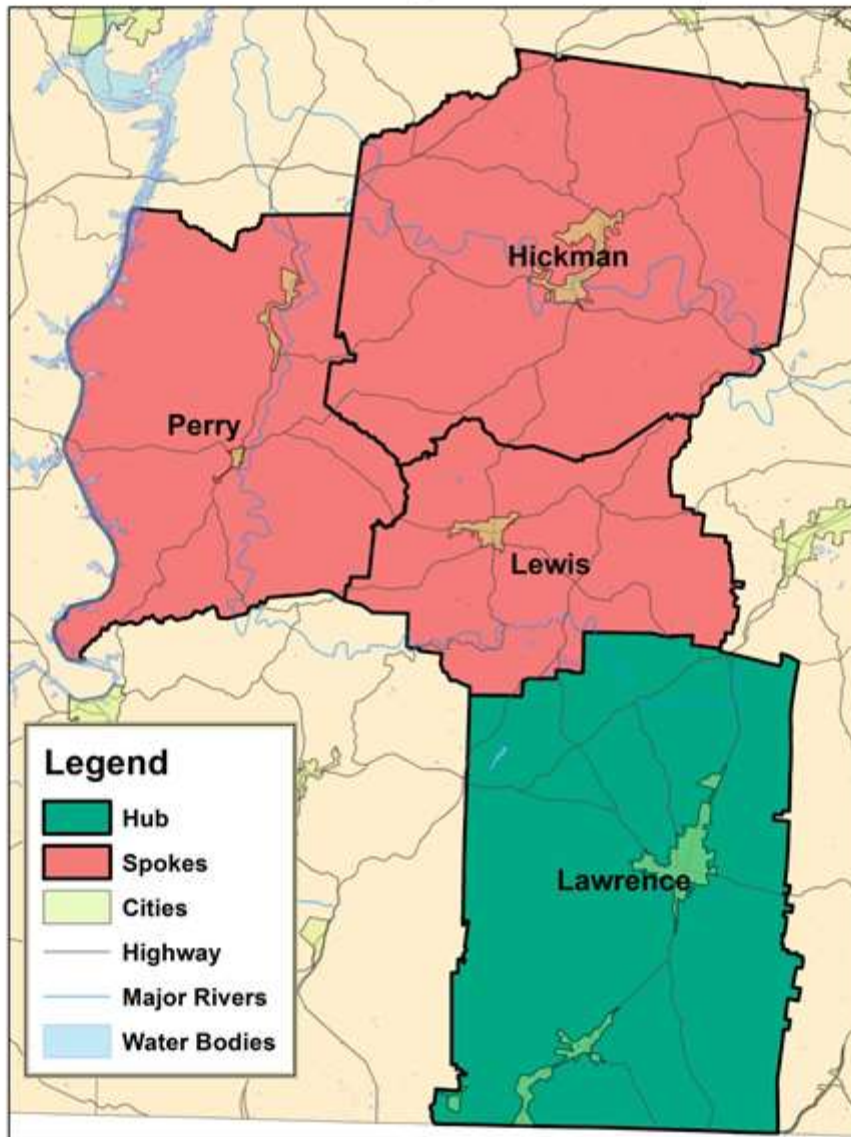 Hickman
Perry
Lewis
Lawrence
Legend
Hub
Spokes
Cities
Highway
Major Rivers
Water Bodies